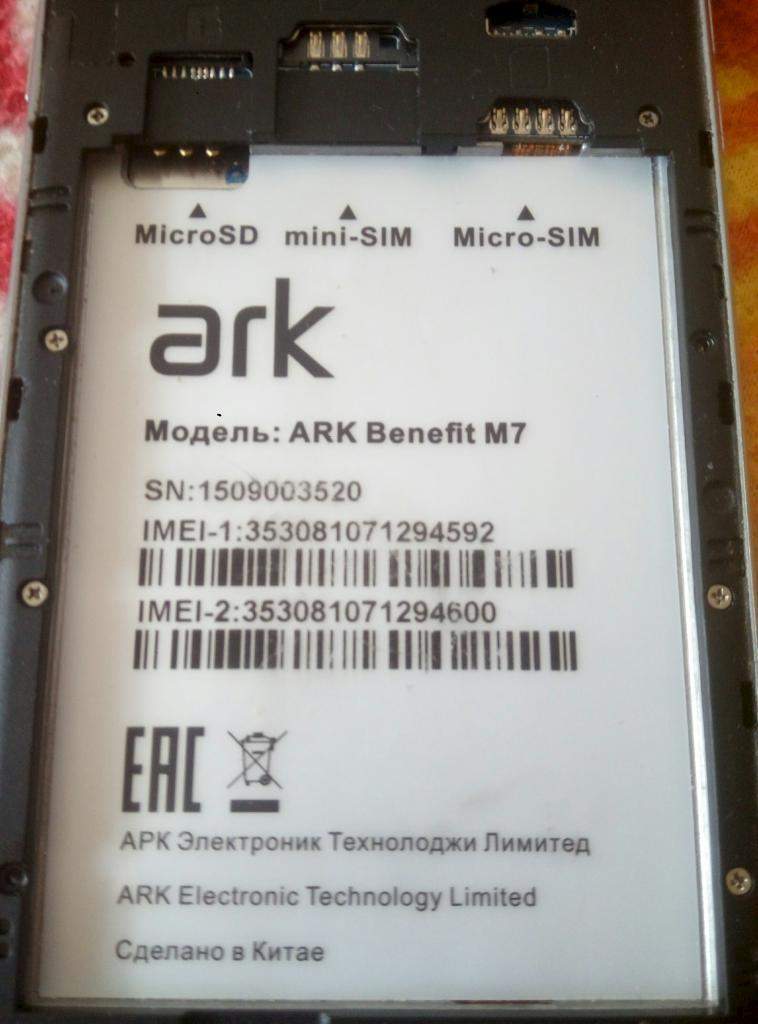 MicroSD mini-SIM Micro-SIM
ark
Модель: ARK Benefit M7
SN:1509003520
IMEI-1:353081071294592
IMEI-2:353081071294600
EAC
АРК Электроник Технолоджи Лимитед
ARK Electronic Technology Limited
Сделано в Китае